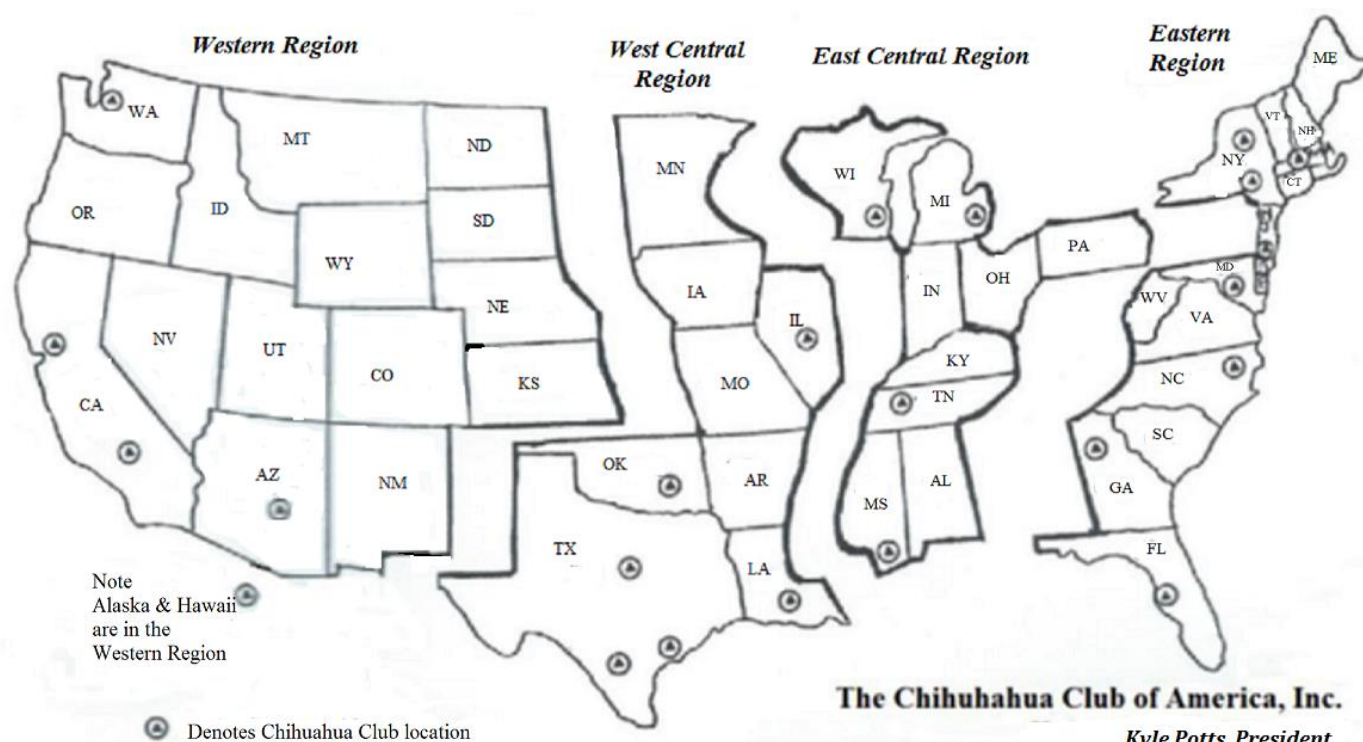 Western Region
West Central
Region
East Central Region
Eastern
Region
ME
WA
MT
ND
MN
WI
MI
VT
NH
NY
CT
OR
ID
SD
WY
NE
IA
IL
IN
OH
PA
MD
WV
VA
NV
UT
CO
KS
MO
KY
TN
NC
CA
AZ
NM
OK
AR
MS
AL
SC
GA
TX
LA
FL
Note
Alaska & Hawaii
are in the
Western Region
The Chihuhahua Club of America, Inc.
Kyle Potts, President
Denotes Chihuahua Club location